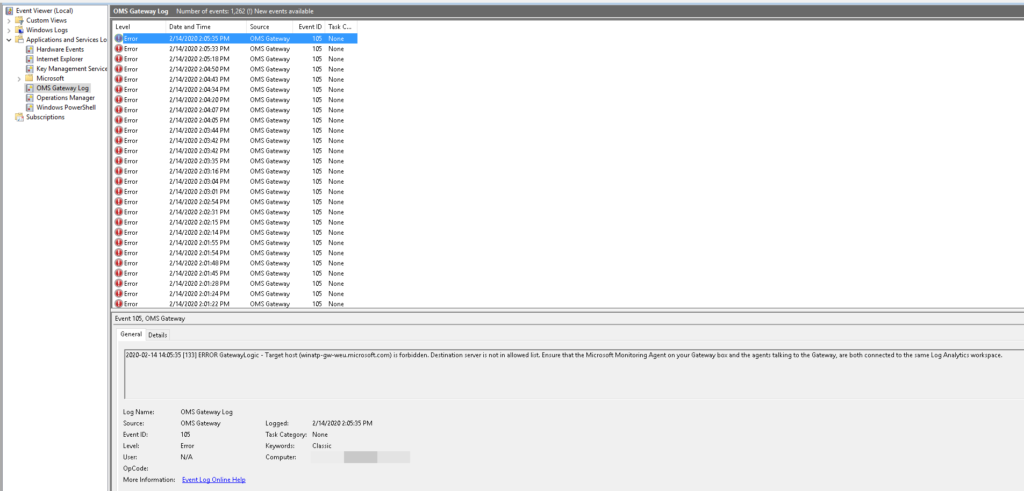 Event Viewer (Local)
Custom Views
Windows Logs
Applications and Services Lo
Hardware Events
Internet Explorer
Key Management Service
Microsoft
OMS Gateway Log
Operations Manager
Windows PowerShell
Subscriptions
OMS Gateway Log Number of events: 1,262 (!) New events available
Level Date and Time Source Event ID Task C...
Error 2/14/2020 2:05:35 PM OMS Gateway 105 None
Error 2/14/2020 2:05:33 PM OMS Gateway 105 None
Error 2/14/2020 2:05:18 PM OMS Gateway 105 None
Error 2/14/2020 2:04:50 PM OMS Gateway 105 None
Error 2/14/2020 2:04:43 PM OMS Gateway 105 None
Error 2/14/2020 2:04:34 PM OMS Gateway 105 None
Error 2/14/2020 2:04:20 PM OMS Gateway 105 None
Error 2/14/2020 2:04:07 PM OMS Gateway 105 None
Error 2/14/2020 2:04:05 PM OMS Gateway 105 None
Error 2/14/2020 2:03:44 PM OMS Gateway 105 None
Error 2/14/2020 2:03:42 PM OMS Gateway 105 None
Error 2/14/2020 2:03:42 PM OMS Gateway 105 None
Error 2/14/2020 2:03:35 PM OMS Gateway 105 None
Error 2/14/2020 2:03:16 PM OMS Gateway 105 None
Error 2/14/2020 2:03:04 PM OMS Gateway 105 None
Error 2/14/2020 2:03:01 PM OMS Gateway 105 None
Error 2/14/2020 2:02:54 PM OMS Gateway 105 None
Error 2/14/2020 2:02:31 PM OMS Gateway 105 None
Error 2/14/2020 2:02:15 PM OMS Gateway 105 None
Error 2/14/2020 2:02:14 PM OMS Gateway 105 None
Error 2/14/2020 2:01:55 PM OMS Gateway 105 None
Error 2/14/2020 2:01:54 PM OMS Gateway 105 None
Error 2/14/2020 2:01:48 PM OMS Gateway 105 None
Error 2/14/2020 2:01:45 PM OMS Gateway 105 None
Error 2/14/2020 2:01:28 PM OMS Gateway 105 None
Error 2/14/2020 2:01:24 PM OMS Gateway 105 None
Error 2/14/2020 2:01:22 PM OMS Gateway 105 None
Event 105, OMS Gateway
General Details
2020-02-14 14:05:35 [133] ERROR GatewayLogic - Target host (winatp-gw-weu.microsoft.com) is forbidden. Destination server is not in allowed list. Ensure that the Microsoft Monitoring Agent on your Gateway box and the agents talking to the Gateway, are both connected to the same Log Analytics workspace.
Log Name: OMS Gateway Log
Source: OMS Gateway Logged: 2/14/2020 2:05:35 PM
Event ID: 105 Task Category: None
Level: Error Keywords: Classic
User: N/A Computer:
OpCode:
More Information: Event Log Online Help